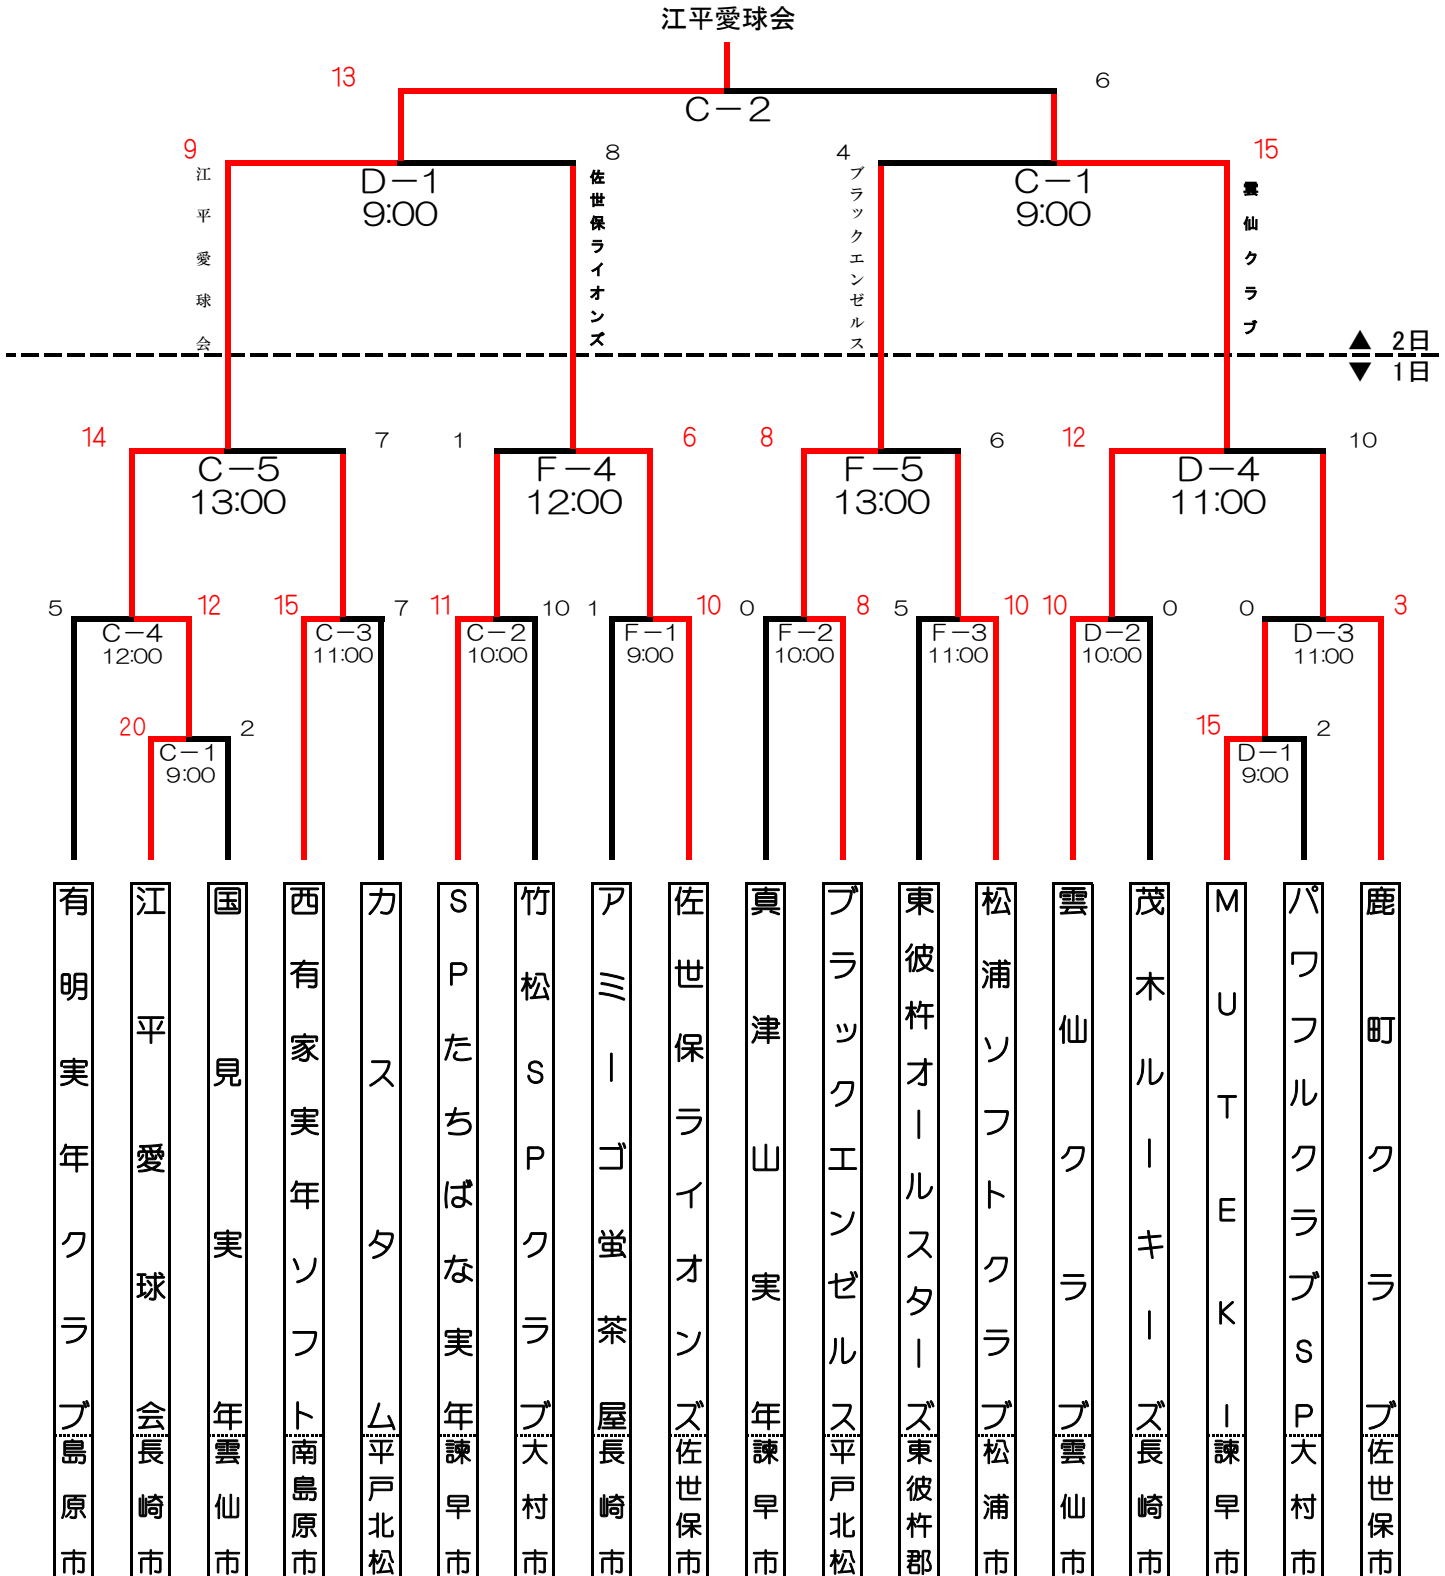 江平愛球会
13
6
C-2
9
8
4
15
江平愛球会
D-1
9:00
佐世保ライオンズ
ブラックエンゼルス
C-1
9:00
雲仙クラブ
▲ 2日
▼ 1日
14
7
1
6
8
6
12
10
C-5
13:00
F-4
12:00
F-5
13:00
D-4
11:00
5
12
15
7
11
10
1
10
0
8
5
10
10
0
0
3
C-4
12:00
C-3
11:00
C-2
10:00
F-1
9:00
F-2
10:00
F-3
11:00
D-2
10:00
D-3
11:00
20
2
15
2
C-1
9:00
D-1
9:00
有明実年クラブ
島原市
江平愛球会
長崎市
国見実年
雲仙市
西有家実年ソフト
南島原市
カスタム
平戸北松
SPたちばな実年
諫早市
竹松SPクラブ
大村市
アミーゴ蛍茶屋
長崎市
佐世保ライオンズ
佐世保市
真津山実年
諫早市
ブラックエンゼルス
平戸北松
東彼杵オールスターズ
東彼杵郡
松浦ソフトクラブ
松浦市
雲仙クラブ
雲仙市
茂木ルーキーズ
長崎市
MUTEKI
諫早市
パワフルクラブSP
大村市
鹿町クラブ
佐世保市